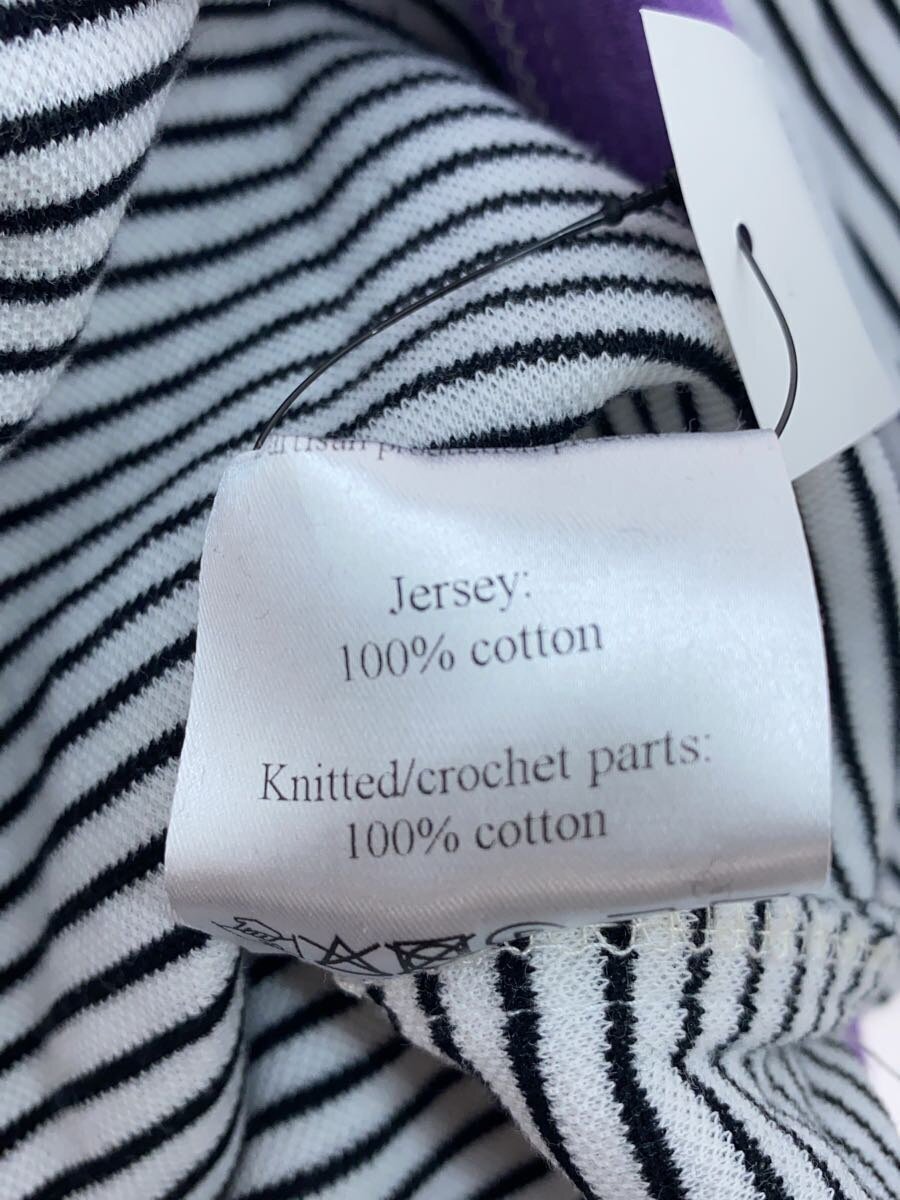 Jersey:
100% cotton
Knitted/crochet parts:
100% cotton